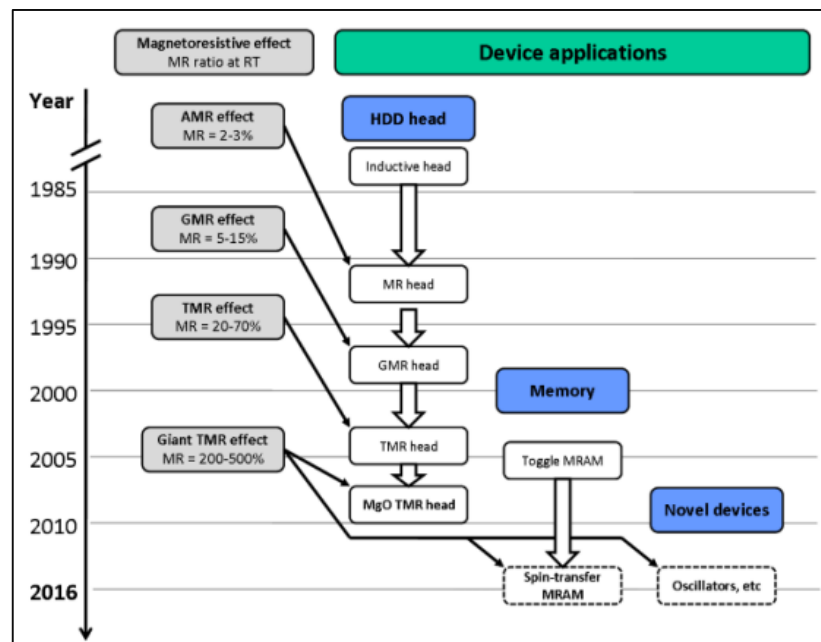 Magnetoresistive effect
MR ratio at RT
Device applications
Year
AMR effect
MR = 2-3%
HDD head
Inductive head
1985
GMR effect
MR = 5-15%
1990
MR head
TMR effect
MR = 20-70%
1995
GMR head
Memory
2000
Giant TMR effect
MR = 200-500%
TMR head
Toggle MRAM
2005
MgO TMR head
Novel devices
2010
Spin-transfer
MRAM
Oscillators, etc
2016